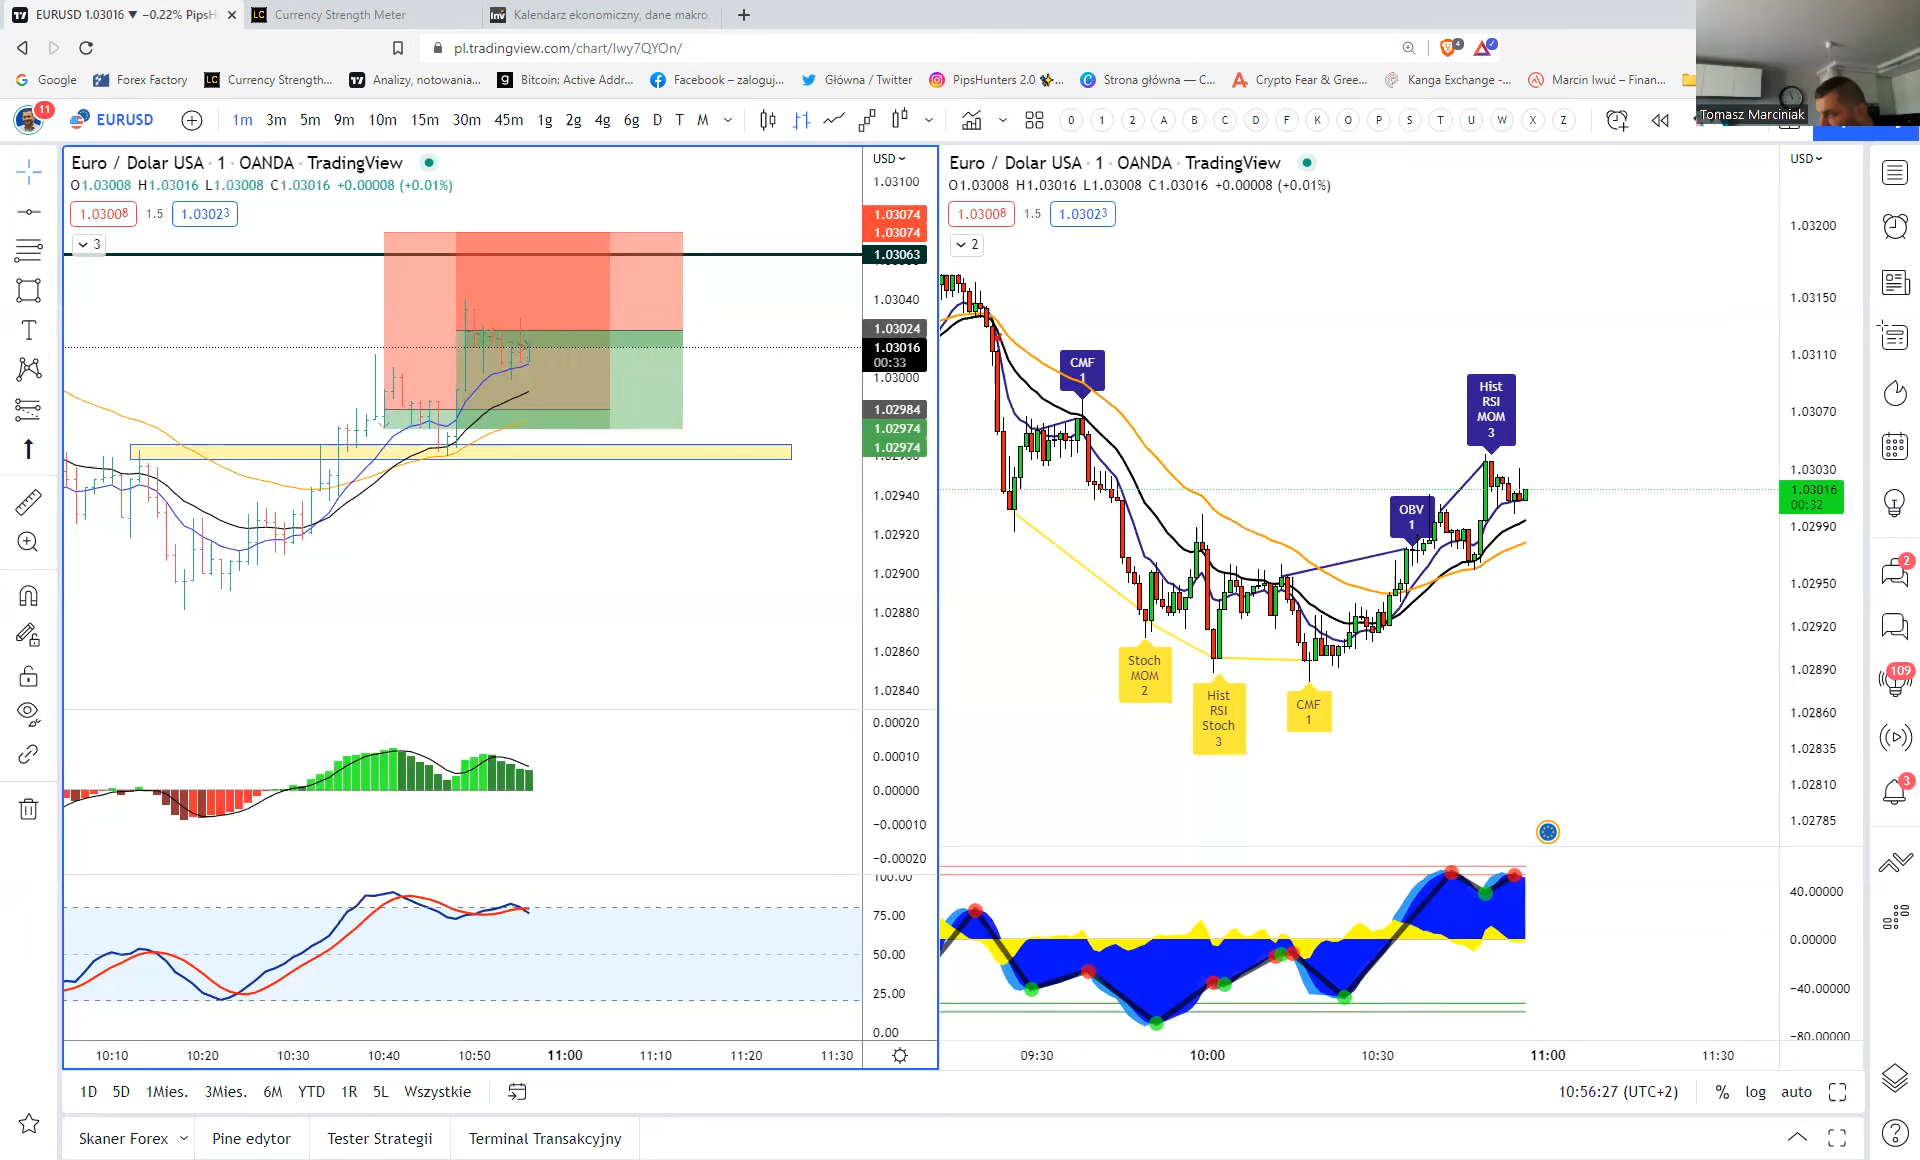 EURUSD 1.03016 ▼ −0.22% PipsH
Currency Strength Meter
Kalendarz ekonomiczny, dane makro,
pl.tradingview.com/chart/Iwy7QYOn/
Google
Forex Factory
Currency Strength...
Analizy, notowania...
Bitcoin: Active Addr...
Facebook – zaloguj...
Główna / Twitter
PipsHunters 2.0
Strona główna — C...
Crypto Fear & Gree...
Kanga Exchange -...
Marcin Iwuć – Finan...
Tomasz Marciniak
11
EURUSD
1m 3m 5m 9m 10m 15m 30m 45m 1g 2g 4g 6g D T M
0 1 2 A B C D F K O P S T U W X Z
Euro / Dolar USA · 1 · OANDA · TradingView
O1.03008 H1.03016 L1.03008 C1.03016 +0.00008 (+0.01%)
1.03008 1.5 1.03023
3
USD
1.03100
1.03074
1.03074
1.03063
1.03040
1.03024
1.03016
00:33
1.03000
1.02984
1.02974
1.02974
1.02940
1.02920
1.02900
1.02880
1.02860
1.02840
0.00020
0.00010
0.00000
−0.00010
−0.00020
100.00
75.00
50.00
25.00
0.00
10:10 10:20 10:30 10:40 10:50 11:00 11:10 11:20 11:30
Euro / Dolar USA · 1 · OANDA · TradingView
O1.03008 H1.03016 L1.03008 C1.03016 +0.00008 (+0.01%)
1.03008 1.5 1.03023
2
CMF
1
Hist
RSI
MOM
3
OBV
1
Stoch
MOM
2
Hist
RSI
Stoch
3
CMF
1
USD
1.03200
1.03150
1.03110
1.03070
1.03030
1.03016
00:32
1.02990
1.02950
1.02920
1.02890
1.02860
1.02835
1.02810
1.02785
40.00000
0.00000
−40.00000
−80.00000
09:30 10:00 10:30 11:00 11:30
2
109
3
1D 5D 1Mies. 3Mies. 6M YTD 1R 5L Wszystkie
10:56:27 (UTC+2) % log auto
Skaner Forex
Pine edytor
Tester Strategii
Terminal Transakcyjny